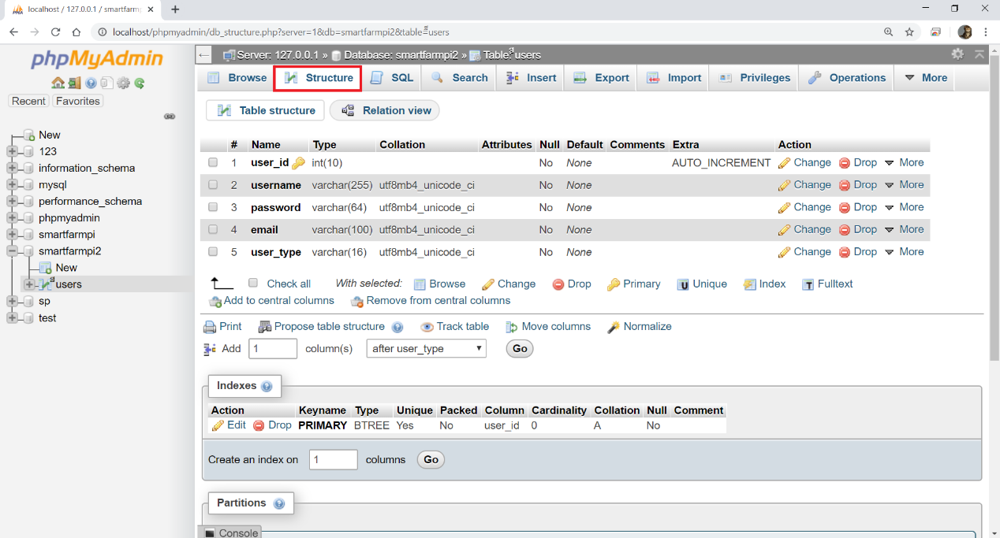 localhost / 127.0.0.1 / smartfarmp
localhost/phpmyadmin/db_structure.php?server=1&db=smartfarmpi2&table=users
phpMyAdmin
Recent Favorites
New
123
information_schema
mysql
performance_schema
phpmyadmin
smartfarmpi
smartfarmpi2
New
users
sp
test
Server: 127.0.0.1 » Database: smartfarmpi2 » Table: users
Browse Structure SQL Search Insert Export Import Privileges Operations More
Table structure Relation view
# Name Type Collation Attributes Null Default Comments Extra Action
1 user_id int(10) No None AUTO_INCREMENT Change Drop More
2 username varchar(255) utf8mb4_unicode_ci No None Change Drop More
3 password varchar(64) utf8mb4_unicode_ci No None Change Drop More
4 email varchar(100) utf8mb4_unicode_ci No None Change Drop More
5 user_type varchar(16) utf8mb4_unicode_ci No None Change Drop More
Check all With selected: Browse Change Drop Primary Unique Index Fulltext
Add to central columns Remove from central columns
Print Propose table structure Track table Move columns Normalize
Add 1 column(s) after user_type Go
Indexes
Action Keyname Type Unique Packed Column Cardinality Collation Null Comment
Edit Drop PRIMARY BTREE Yes No user_id 0 A No
Create an index on 1 columns Go
Partitions
Console